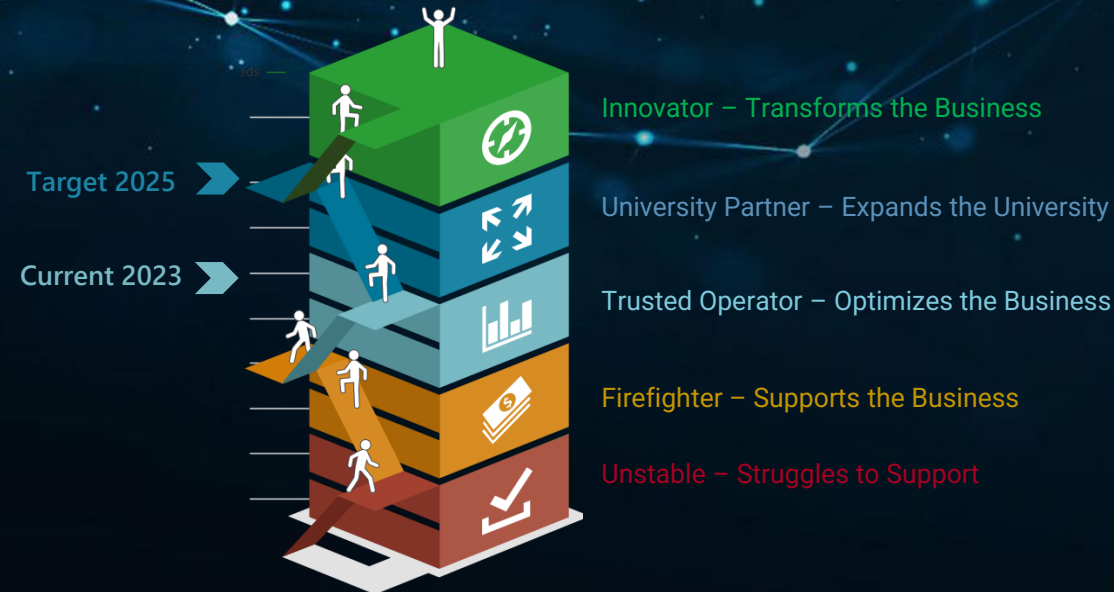 eds
Innovator – Transforms the Business
Target 2025
University Partner – Expands the University
Current 2023
Trusted Operator – Optimizes the Business
Firefighter – Supports the Business
Unstable – Struggles to Support